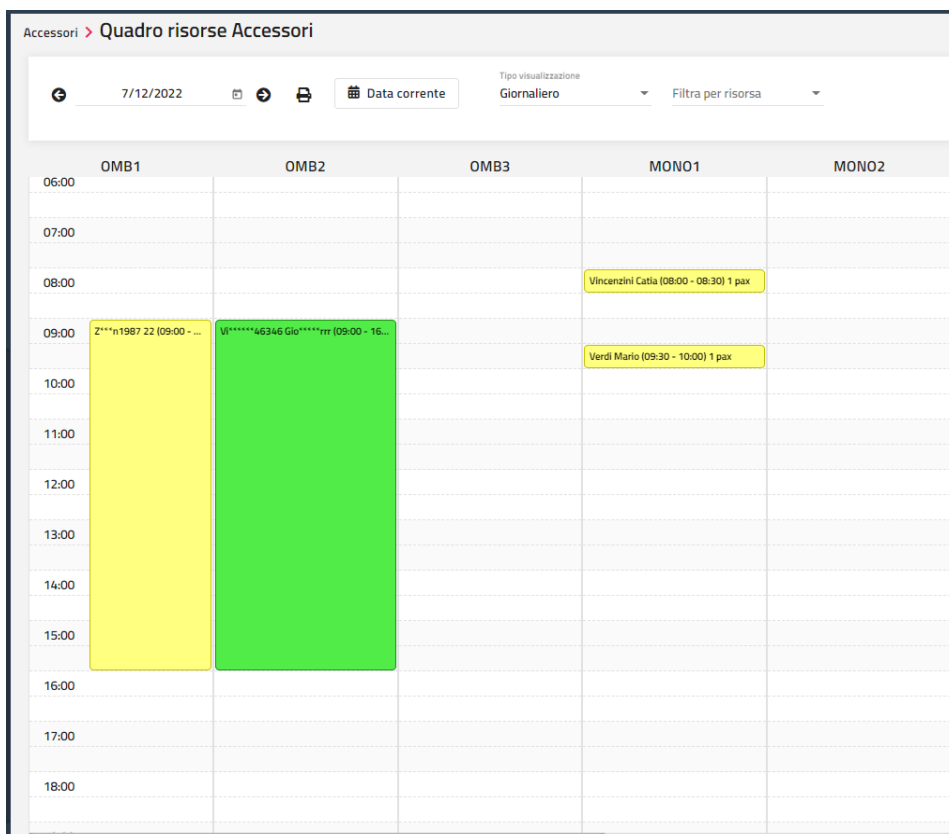 Accessori > Quadro risorse Accessori
Tipo visualizzazione
7/12/2022 Data corrente Giornaliero Filtra per risorsa
OMB1 OMB2 OMB3 MONO1 MONO2
06:00
07:00
08:00 Vincenzini Catia (08:00 - 08:30) 1 pax
09:00 Z***n1987 22 (09:00 - ... Vi******46346 Gio*****rrr (09:00 - 16...
Verdi Mario (09:30 - 10:00) 1 pax
10:00
11:00
12:00
13:00
14:00
15:00
16:00
17:00
18:00